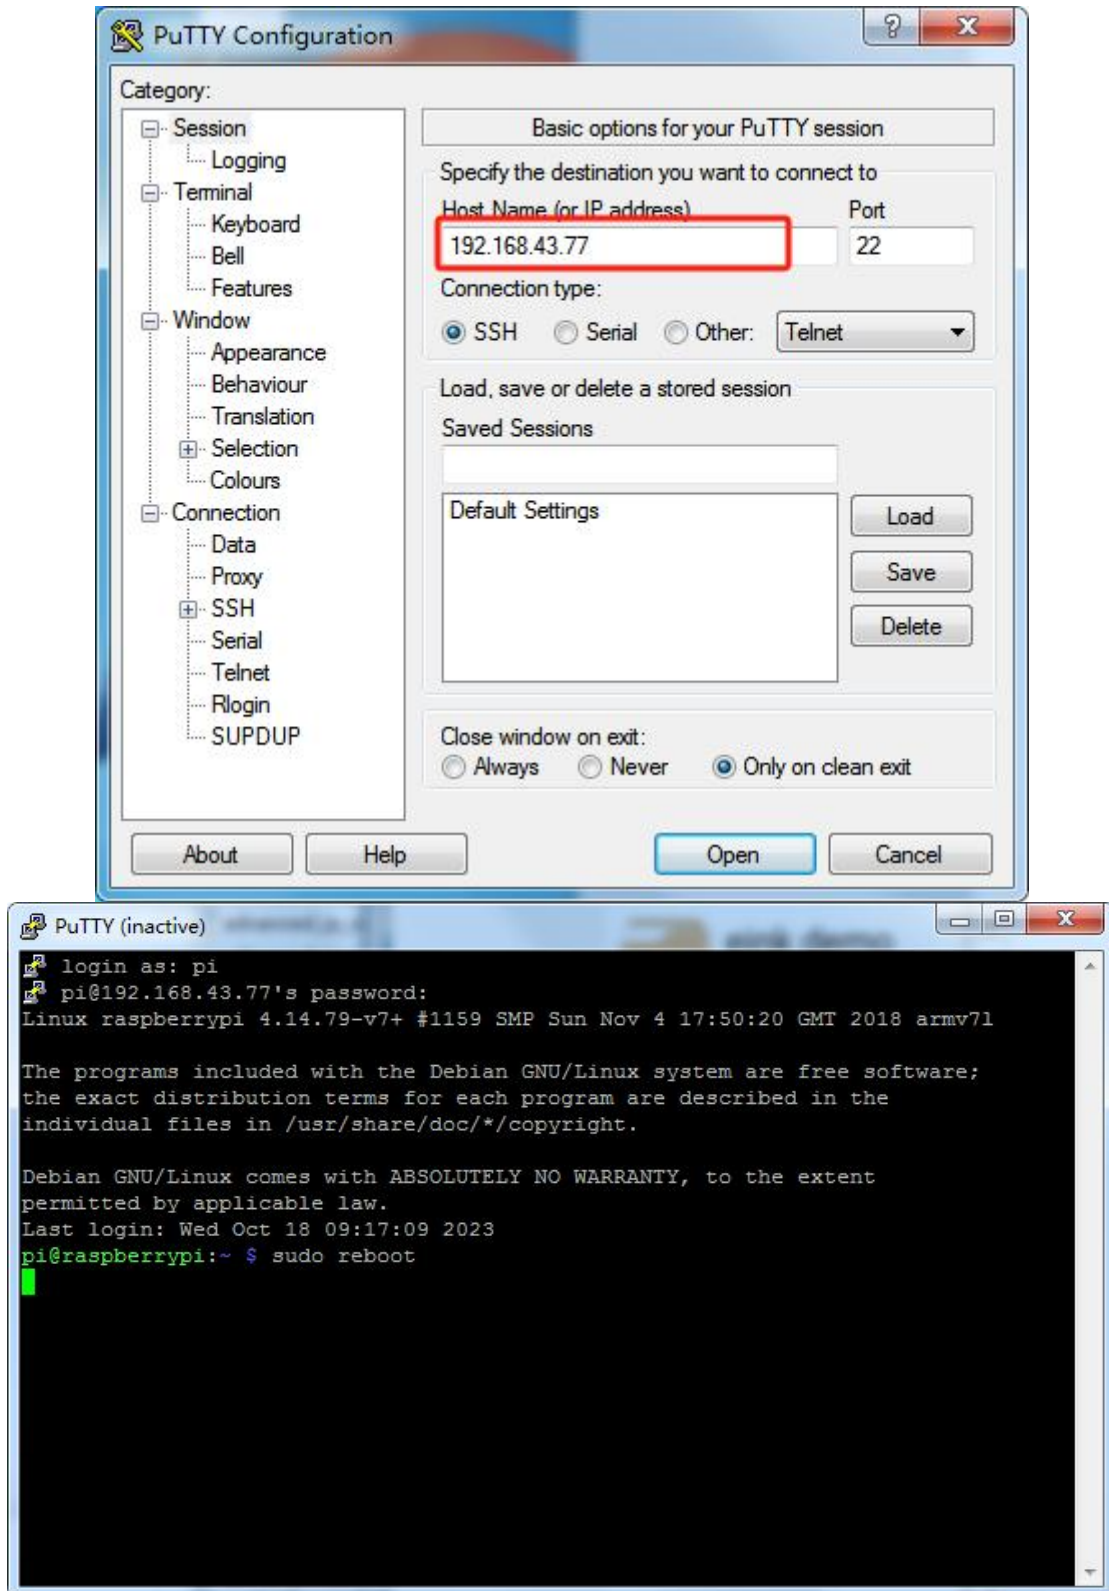 PuTTY Configuration
Category:
Session
Logging
Terminal
Keyboard
Bell
Features
Window
Appearance
Behaviour
Translation
Selection
Colours
Connection
Data
Proxy
SSH
Serial
Telnet
Rlogin
SUPDUP
Basic options for your PuTTY session
Specify the destination you want to connect to
Host Name (or IP address) Port
192.168.43.77 22
Connection type:
SSH Serial Other: Telnet
Load, save or delete a stored session
Saved Sessions
Default Settings
Load
Save
Delete
Close window on exit:
Always Never Only on clean exit
About Help Open Cancel
PuTTY (inactive)
eink demo
login as: pi
pi@192.168.43.77's password:
Linux raspberrypi 4.14.79-v7+ #1159 SMP Sun Nov 4 17:50:20 GMT 2018 armv7l
The programs included with the Debian GNU/Linux system are free software;
the exact distribution terms for each program are described in the
individual files in /usr/share/doc/*/copyright.
Debian GNU/Linux comes with ABSOLUTELY NO WARRANTY, to the extent
permitted by applicable law.
Last login: Wed Oct 18 09:17:09 2023
pi@raspberrypi:~ $ sudo reboot